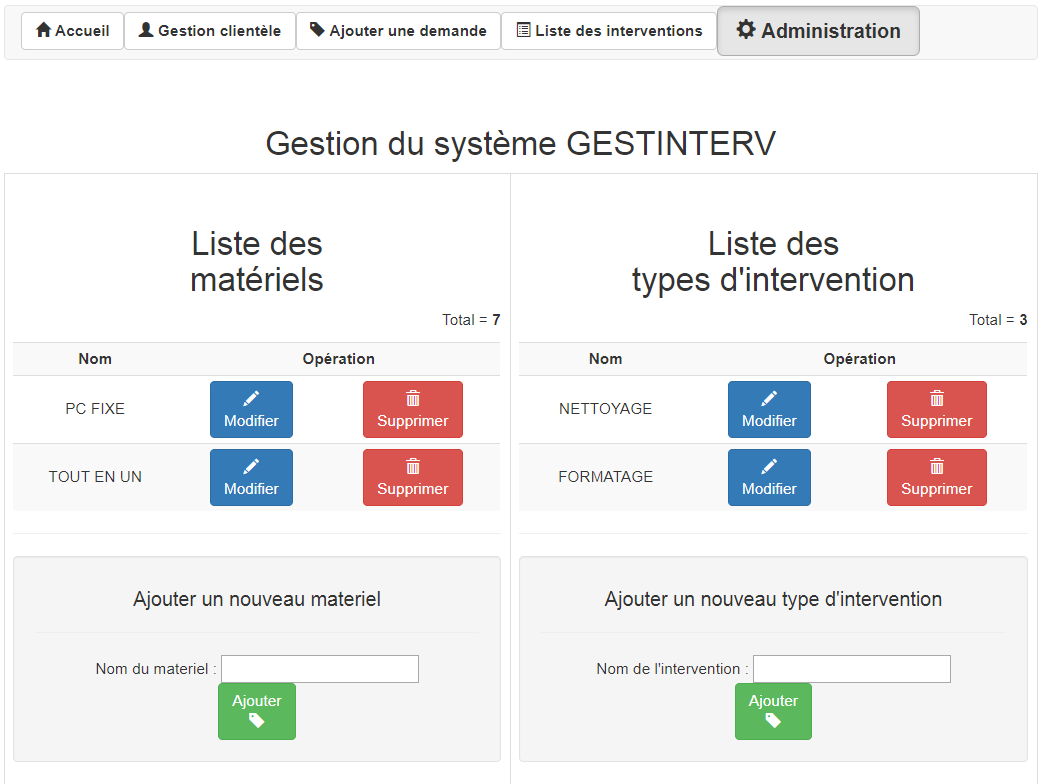 Accueil Gestion clientèle Ajouter une demande Liste des interventions Administration
Gestion du système GESTINTERV
Liste des
matériels
Total = 7
Nom Opération
PC FIXE Modifier Supprimer
TOUT EN UN Modifier Supprimer
Ajouter un nouveau materiel
Nom du materiel :
Ajouter
Liste des
types d'intervention
Total = 3
Nom Opération
NETTOYAGE Modifier Supprimer
FORMATAGE Modifier Supprimer
Ajouter un nouveau type d'intervention
Nom de l'intervention :
Ajouter